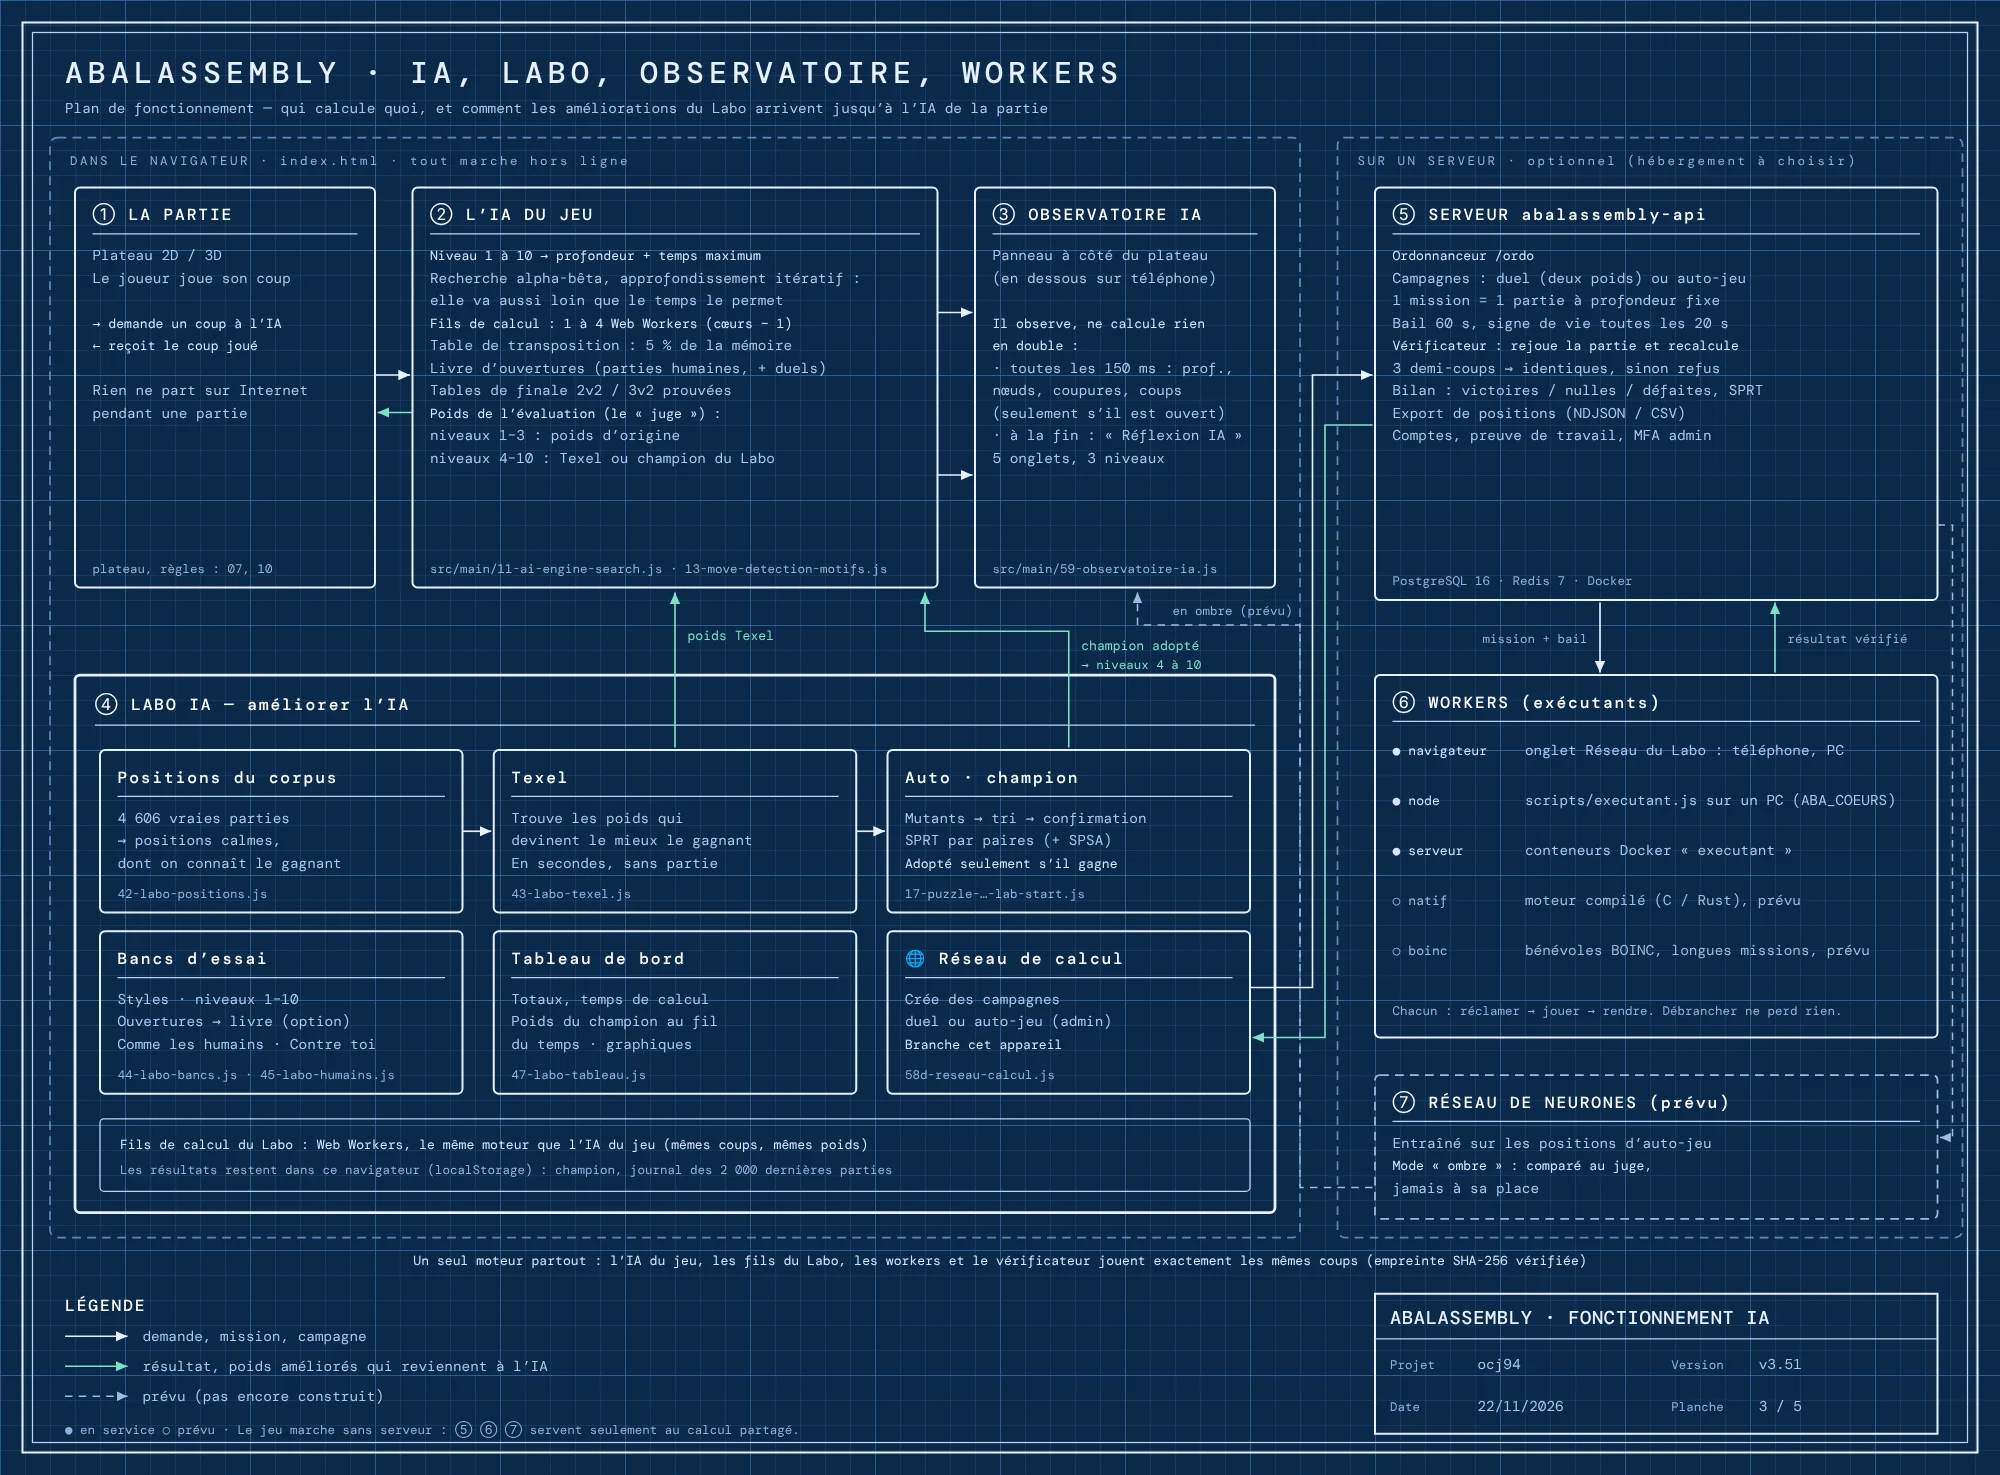 ABALASSEMBLY · IA, LABO, OBSERVATOIRE, WORKERS
Plan de fonctionnement — qui calcule quoi, et comment les améliorations du Labo arrivent jusqu’à l’IA de la partie
DANS LE NAVIGATEUR · index.html · tout marche hors ligne
① LA PARTIE
Plateau 2D / 3D
Le joueur joue son coup
→ demande un coup à l’IA
← reçoit le coup joué
Rien ne part sur Internet
pendant une partie
plateau, règles : 07, 10
② L’IA DU JEU
Niveau 1 à 10 → profondeur + temps maximum
Recherche alpha-bêta, approfondissement itératif :
elle va aussi loin que le temps le permet
Fils de calcul : 1 à 4 Web Workers (cœurs − 1)
Table de transposition : 5 % de la mémoire
Livre d’ouvertures (parties humaines, + duels)
Tables de finale 2v2 / 3v2 prouvées
Poids de l’évaluation (le « juge ») :
niveaux 1–3 : poids d’origine
niveaux 4–10 : Texel ou champion du Labo
src/main/11-ai-engine-search.js · 13-move-detection-motifs.js
③ OBSERVATOIRE IA
Panneau à côté du plateau
(en dessous sur téléphone)
Il observe, ne calcule rien
en double :
· toutes les 150 ms : prof.,
nœuds, coupures, coups
(seulement s’il est ouvert)
· à la fin : « Réflexion IA »
5 onglets, 3 niveaux
src/main/59-observatoire-ia.js
SUR UN SERVEUR · optionnel (hébergement à choisir)
⑤ SERVEUR abalassembly-api
Ordonnanceur /ordo
Campagnes : duel (deux poids) ou auto-jeu
1 mission = 1 partie à profondeur fixe
Bail 60 s, signe de vie toutes les 20 s
Vérificateur : rejoue la partie et recalcule
3 demi-coups → identiques, sinon refus
Bilan : victoires / nulles / défaites, SPRT
Export de positions (NDJSON / CSV)
Comptes, preuve de travail, MFA admin
PostgreSQL 16 · Redis 7 · Docker
poids Texel
champion adopté
→ niveaux 4 à 10
en ombre (prévu)
mission + bail
résultat vérifié
④ LABO IA — améliorer l’IA
Positions du corpus
4 606 vraies parties
→ positions calmes,
dont on connaît le gagnant
42-labo-positions.js
Texel
Trouve les poids qui
devinent le mieux le gagnant
En secondes, sans partie
43-labo-texel.js
Auto · champion
Mutants → tri → confirmation
SPRT par paires (+ SPSA)
Adopté seulement s’il gagne
17-puzzle-…-lab-start.js
Bancs d’essai
Styles · niveaux 1–10
Ouvertures → livre (option)
Comme les humains · Contre toi
44-labo-bancs.js · 45-labo-humains.js
Tableau de bord
Totaux, temps de calcul
Poids du champion au fil
du temps · graphiques
47-labo-tableau.js
🌐 Réseau de calcul
Crée des campagnes
duel ou auto-jeu (admin)
Branche cet appareil
58d-reseau-calcul.js
Fils de calcul du Labo : Web Workers, le même moteur que l’IA du jeu (mêmes coups, mêmes poids)
Les résultats restent dans ce navigateur (localStorage) : champion, journal des 2 000 dernières parties
⑥ WORKERS (exécutants)
● navigateur onglet Réseau du Labo : téléphone, PC
● node scripts/executant.js sur un PC (ABA_COEURS)
● serveur conteneurs Docker « executant »
○ natif moteur compilé (C / Rust), prévu
○ boinc bénévoles BOINC, longues missions, prévu
Chacun : réclamer → jouer → rendre. Débrancher ne perd rien.
⑦ RÉSEAU DE NEURONES (prévu)
Entraîné sur les positions d’auto-jeu
Mode « ombre » : comparé au juge,
jamais à sa place
Un seul moteur partout : l’IA du jeu, les fils du Labo, les workers et le vérificateur jouent exactement les mêmes coups (empreinte SHA-256 vérifiée)
LÉGENDE
demande, mission, campagne
résultat, poids améliorés qui reviennent à l’IA
prévu (pas encore construit)
● en service ○ prévu · Le jeu marche sans serveur : ⑤ ⑥ ⑦ servent seulement au calcul partagé.
ABALASSEMBLY · FONCTIONNEMENT IA
Projet ocj94 Version v3.51
Date 22/11/2026 Planche 3 / 5